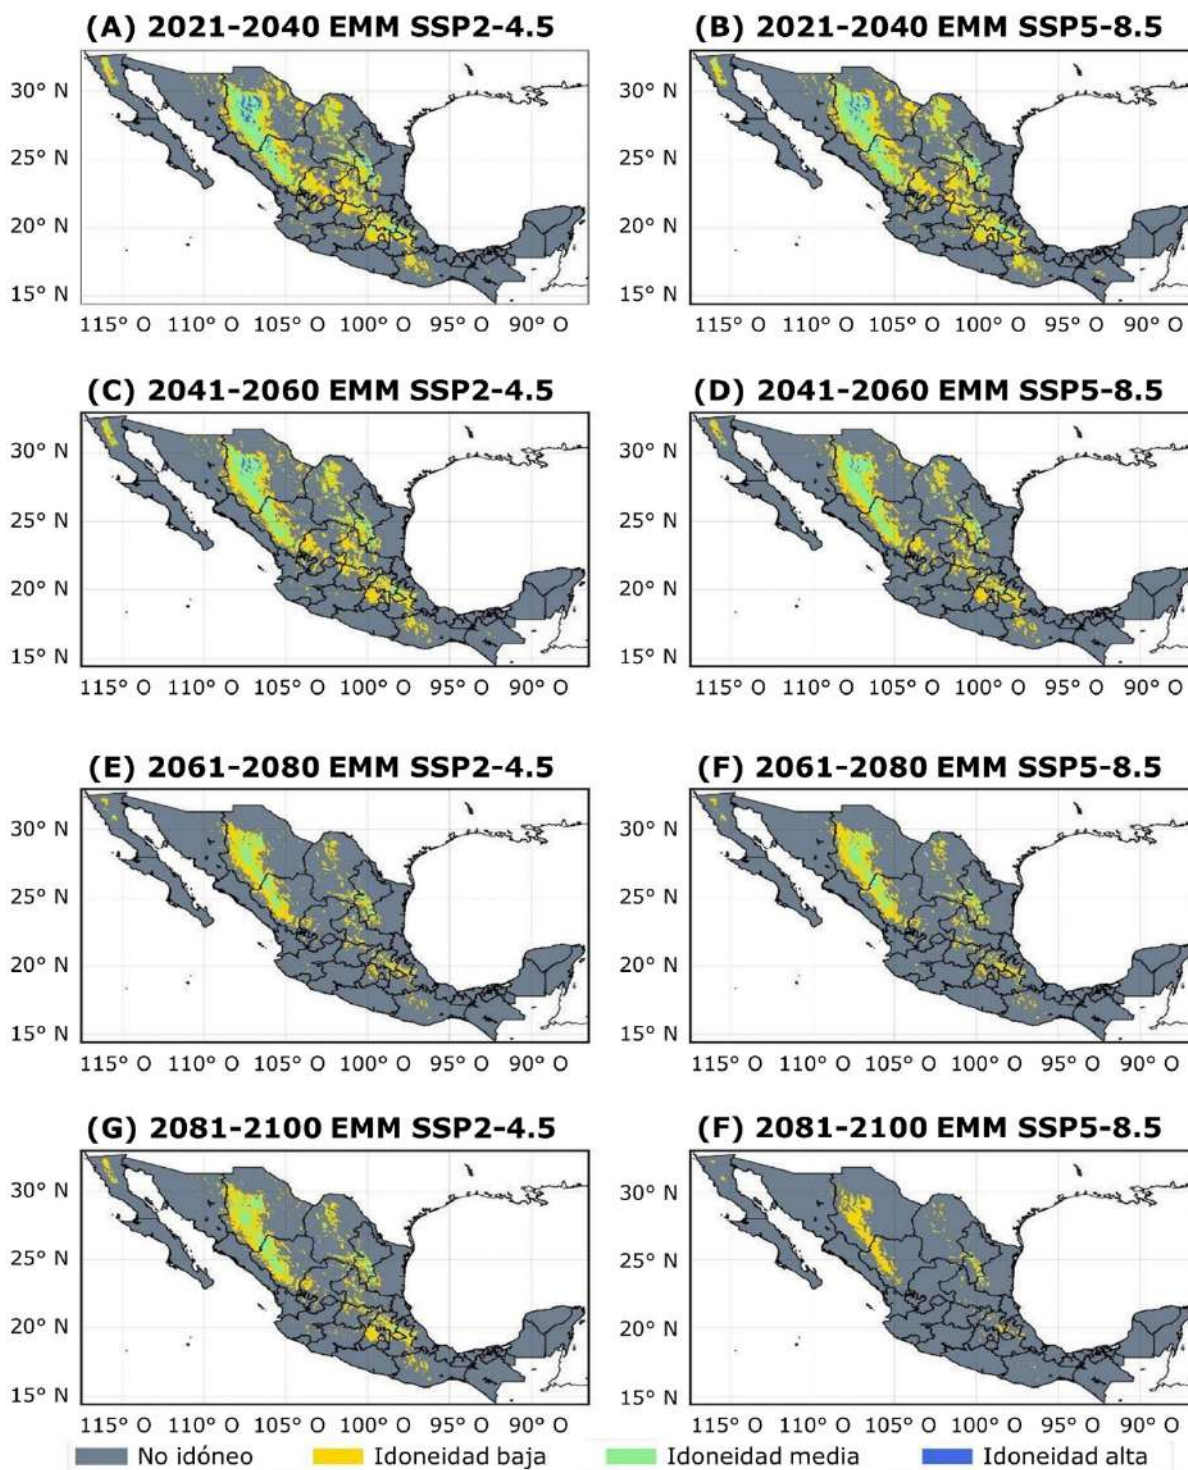 (A) 2021-2040 EMM SSP2-4.5 (B) 2021-2040 EMM SSP5-8.5
30° N 30° N
25° N 25° N
20° N 20° N
15° N 15° N
115° O 110° O 105° O 100° O 95° O 90° O 115° O 110° O 105° O 100° O 95° O 90° O
(C) 2041-2060 EMM SSP2-4.5 (D) 2041-2060 EMM SSP5-8.5
30° N 30° N
25° N 25° N
20° N 20° N
15° N 15° N
115° O 110° O 105° O 100° O 95° O 90° O 115° O 110° O 105° O 100° O 95° O 90° O
(E) 2061-2080 EMM SSP2-4.5 (F) 2061-2080 EMM SSP5-8.5
30° N 30° N
25° N 25° N
20° N 20° N
15° N 15° N
115° O 110° O 105° O 100° O 95° O 90° O 115° O 110° O 105° O 100° O 95° O 90° O
(G) 2081-2100 EMM SSP2-4.5 (F) 2081-2100 EMM SSP5-8.5
30° N 30° N
25° N 25° N
20° N 20° N
15° N 15° N
115° O 110° O 105° O 100° O 95° O 90° O 115° O 110° O 105° O 100° O 95° O 90° O
No idóneo Idoneidad baja Idoneidad media Idoneidad alta